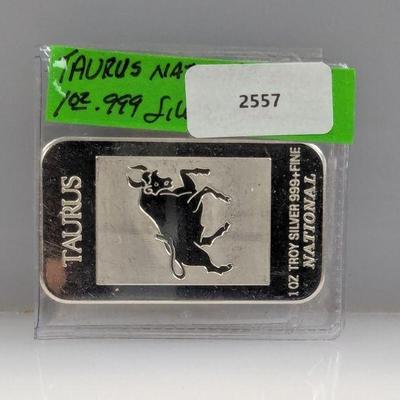 TAURUS NAT
1oz .999 SILV
2557
TAURUS
1 OZ TROY SILVER 999+FINE
NATIONAL